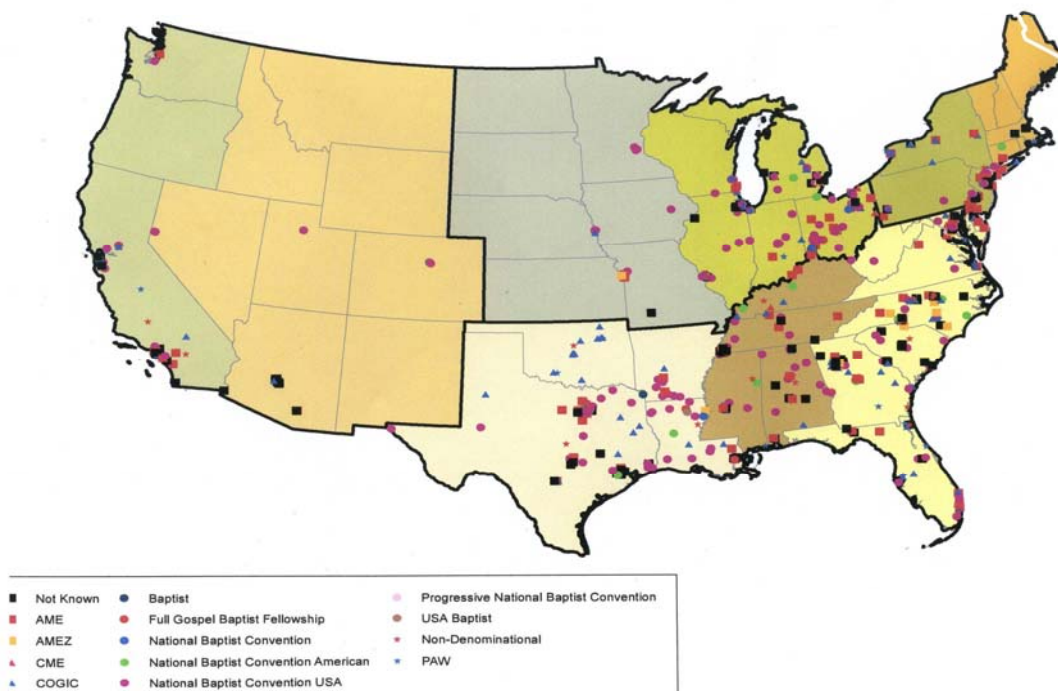 Not Known
AME
AMEZ
CME
COGIC
Baptist
Full Gospel Baptist Fellowship
National Baptist Convention
National Baptist Convention American
National Baptist Convention USA
Progressive National Baptist Convention
USA Baptist
Non-Denominational
PAW